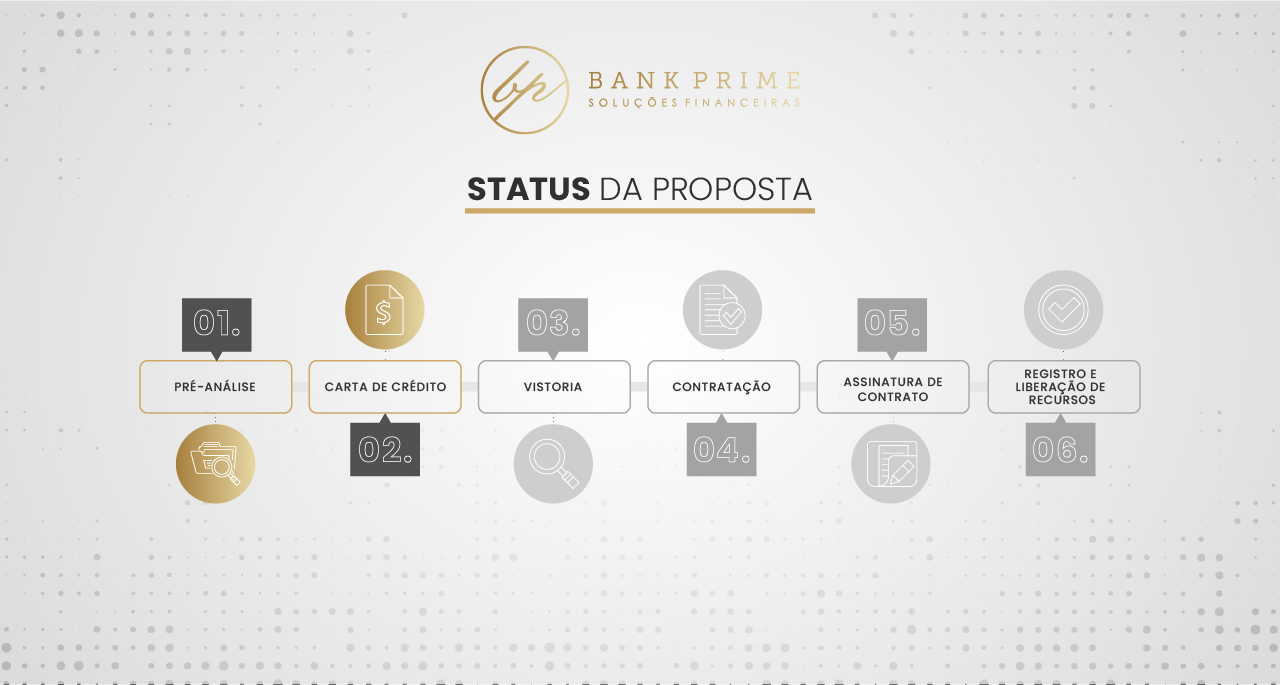 bp
BANK PRIME
SOLUÇÕES FINANCEIRAS
STATUS DA PROPOSTA
01.
PRÉ-ANÁLISE
$
CARTA DE CRÉDITO
02.
03.
VISTORIA
CONTRATAÇÃO
04.
05.
ASSINATURA DE
CONTRATO
REGISTRO E
LIBERAÇÃO DE
RECURSOS
06.